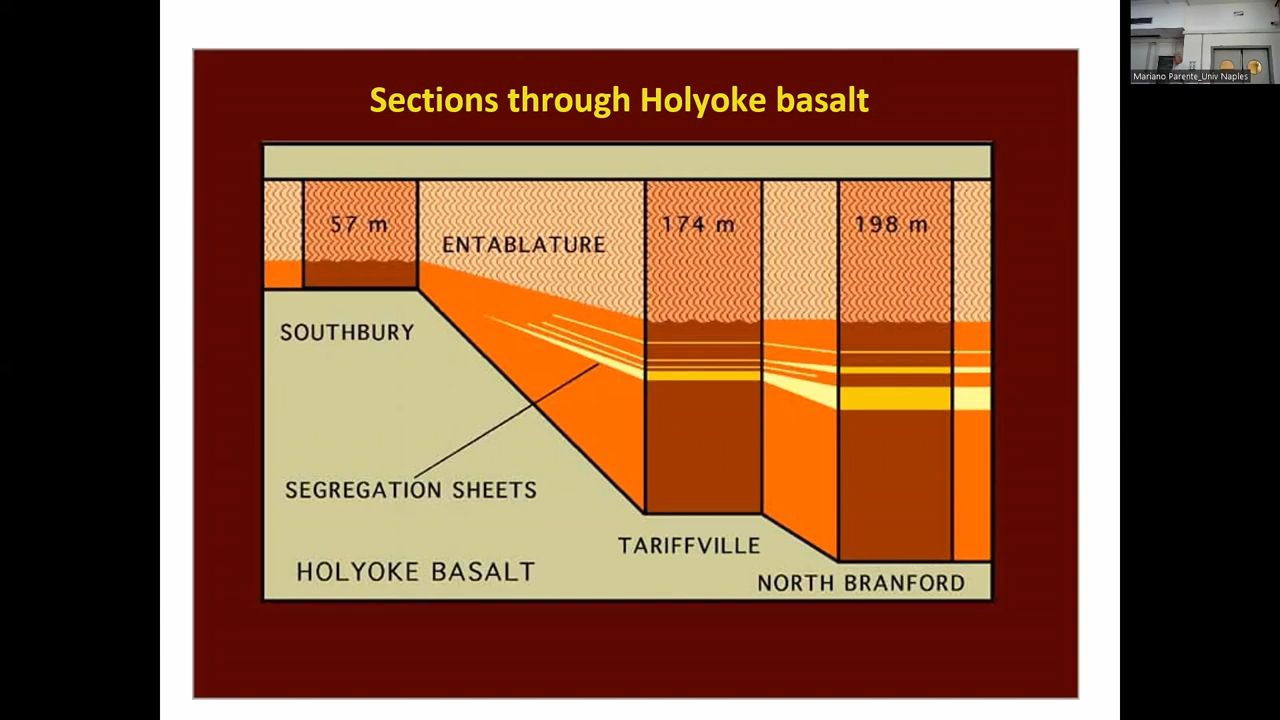 Sections through Holyoke basalt
57 m
174 m
198 m
ENTABLATURE
SOUTHBURY
SEGREGATION SHEETS
TARIFFVILLE
HOLYOKE BASALT
NORTH BRANFORD
Mariano Parente_Univ Naples